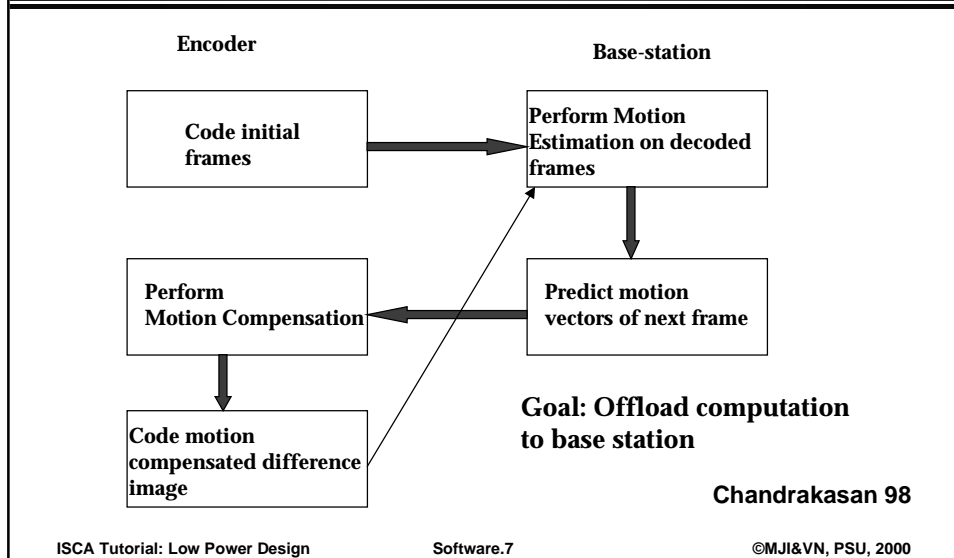 Encoder
Base-station
Code initial
frames
Perform Motion
Estimation on decoded
frames
Perform
Motion Compensation
Predict motion
vectors of next frame
Code motion
compensated difference
image
Goal: Offload computation
to base station
Chandrakasan 98
ISCA Tutorial: Low Power Design Software.7 ©MJI&VN, PSU, 2000